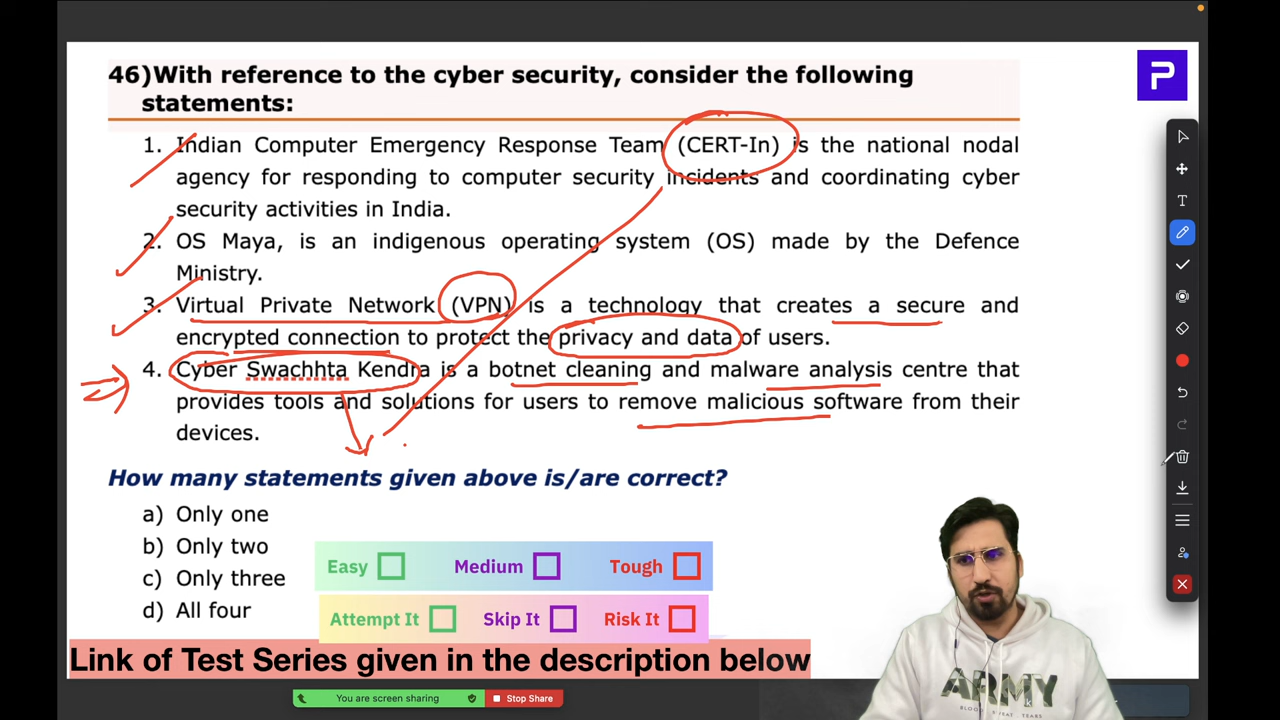 46)With reference to the cyber security, consider the following
statements:
1. Indian Computer Emergency Response Team (CERT-In) is the national nodal
agency for responding to computer security incidents and coordinating cyber
security activities in India.
2. OS Maya, is an indigenous operating system (OS) made by the Defence
Ministry.
3. Virtual Private Network (VPN) is a technology that creates a secure and
encrypted connection to protect the privacy and data of users.
4. Cyber Swachhta Kendra is a botnet cleaning and malware analysis centre that
provides tools and solutions for users to remove malicious software from their
devices.
How many statements given above is/are correct?
a) Only one
b) Only two
c) Only three
d) All four
Easy Medium Tough
Attempt It Skip It Risk It
Link of Test Series given in the description below
You are screen sharing Stop Share
P
T
ARMY